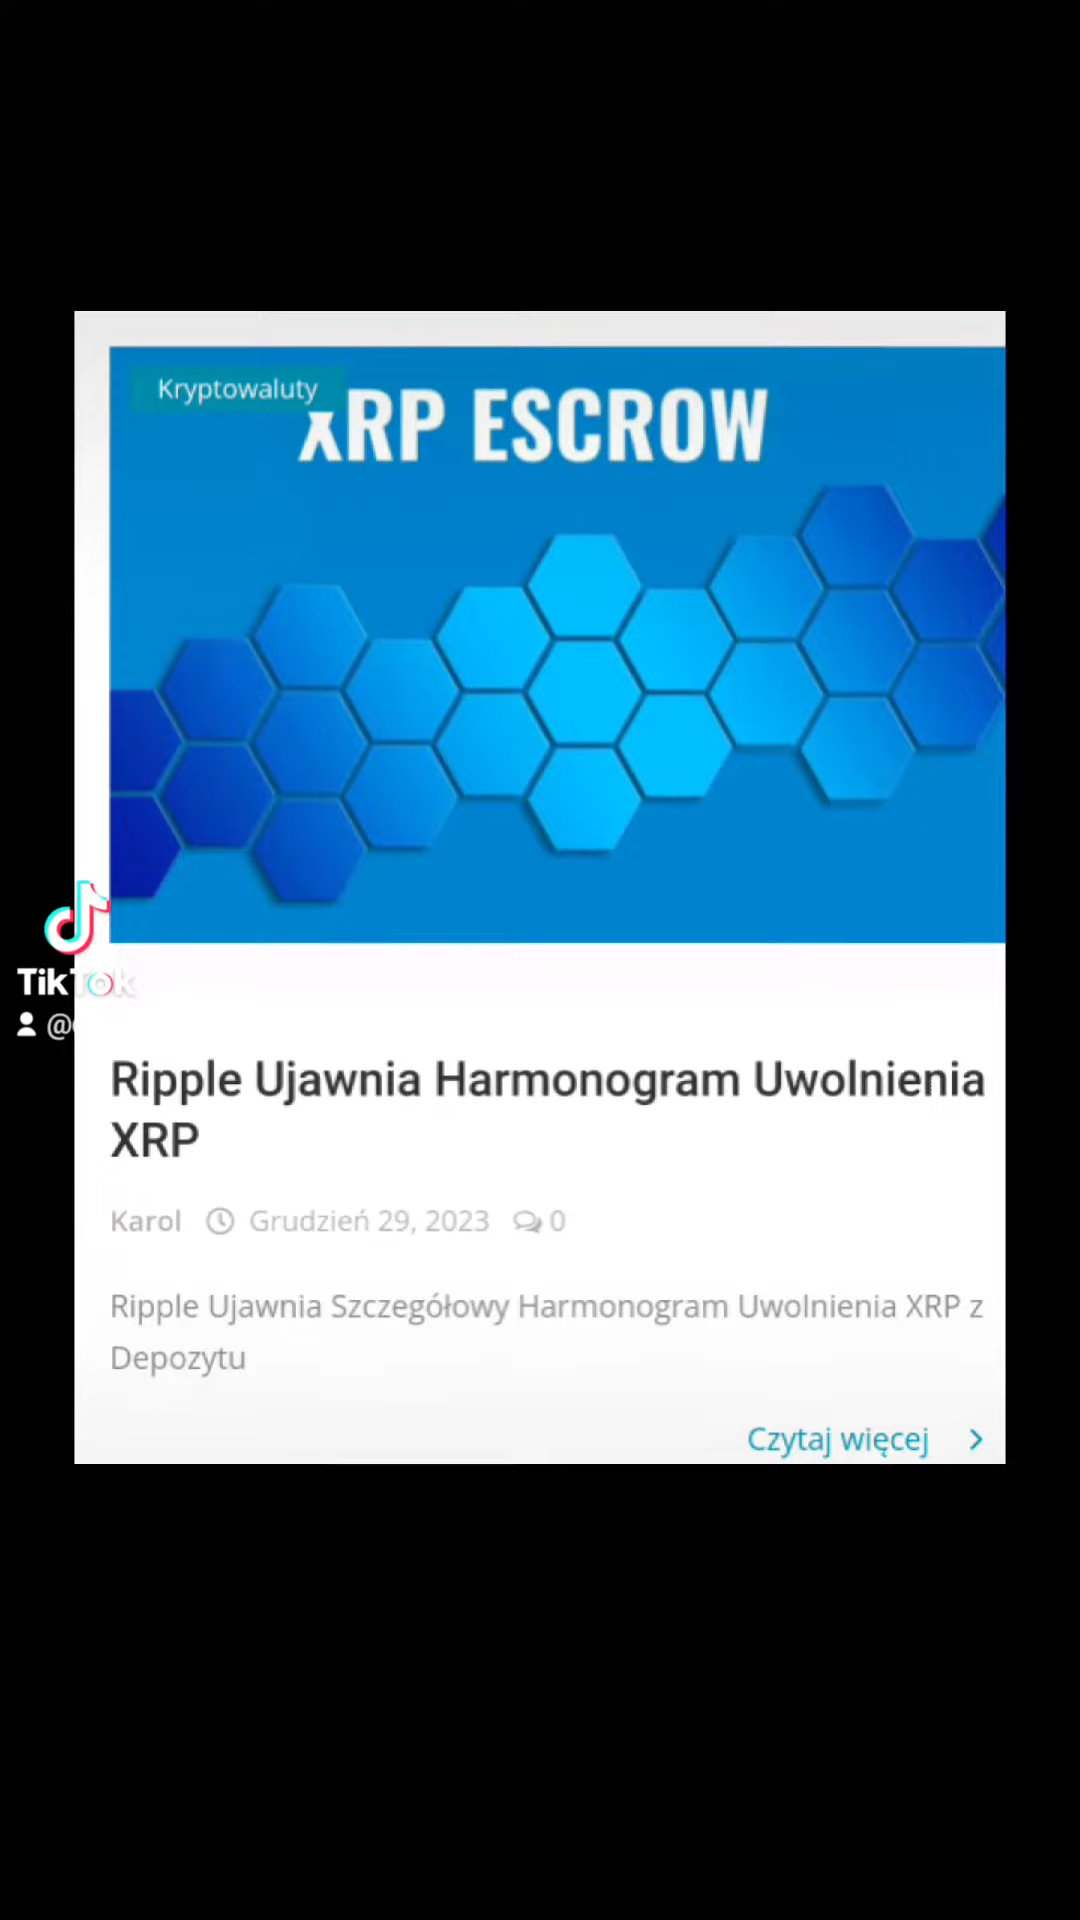 Kryptowaluty
XRP ESCROW
TikTok
@
Ripple Ujawnia Harmonogram Uwolnienia
XRP
Karol Grudzień 29, 2023 0
Ripple Ujawnia Szczegółowy Harmonogram Uwolnienia XRP z
Depozytu
Czytaj więcej